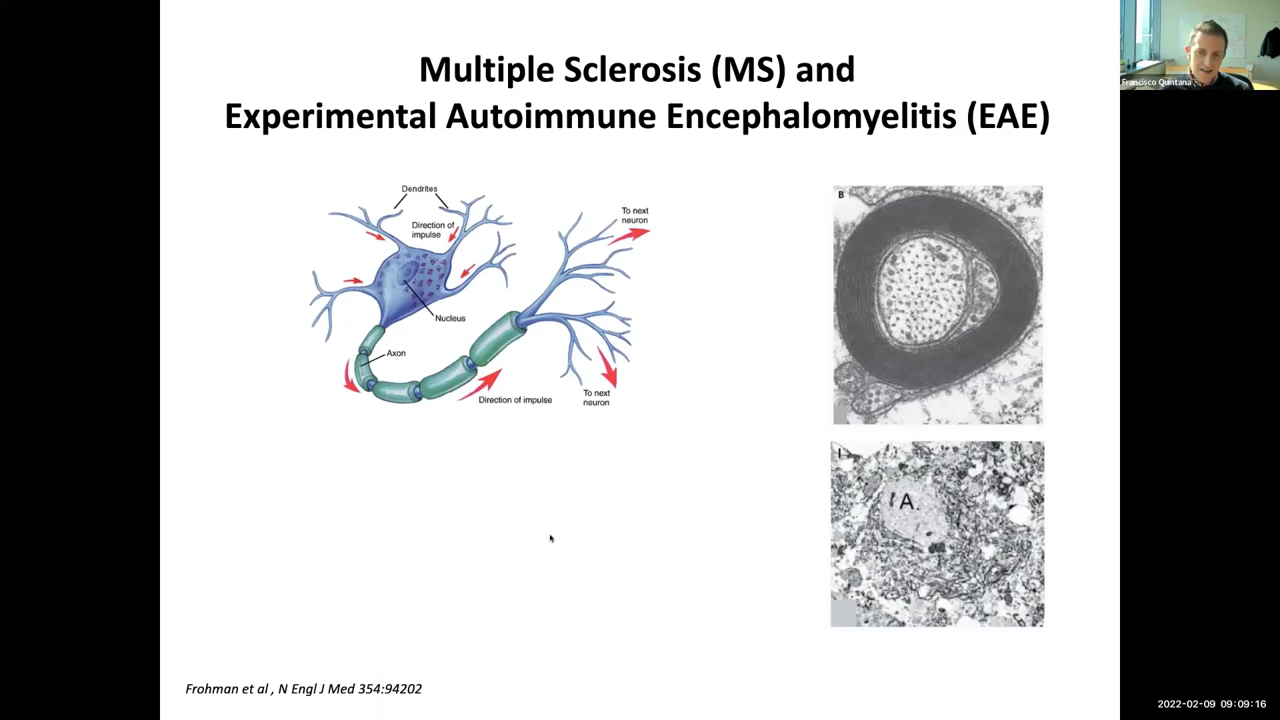 Multiple Sclerosis (MS) and
Experimental Autoimmune Encephalomyelitis (EAE)
Francisco Quintana
Dendrites
Direction of
impulse
To next
neuron
Nucleus
Axon
Direction of impulse
To next
neuron
B
I
A.
Frohman et al , N Engl J Med 354:94202
2022-02-09 09:09:16